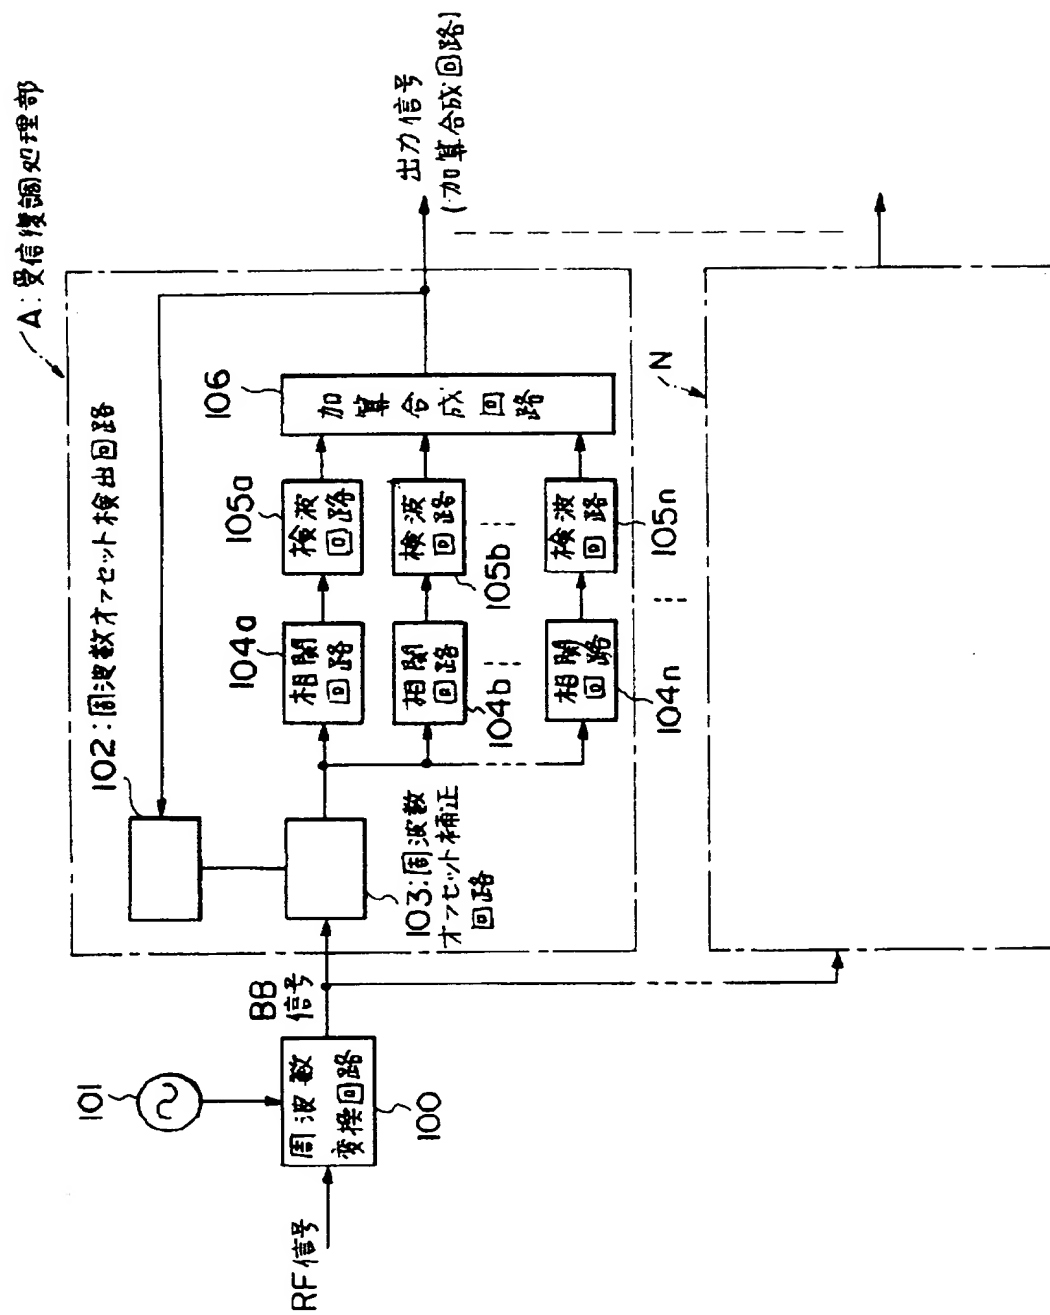 A:受信復調処理部
102:周波数オフセット検出回路
出力信号
(加算合成回路)
106
加算合成回路
105a
検波
回路
検波
回路
105b
検波
回路
105n
104a
相関
回路
相関
回路
104b
相関
回路
104n
103:周波数
オフセット補正
回路
BB
信号
101
周波数
変換回路
100
RF信号
N